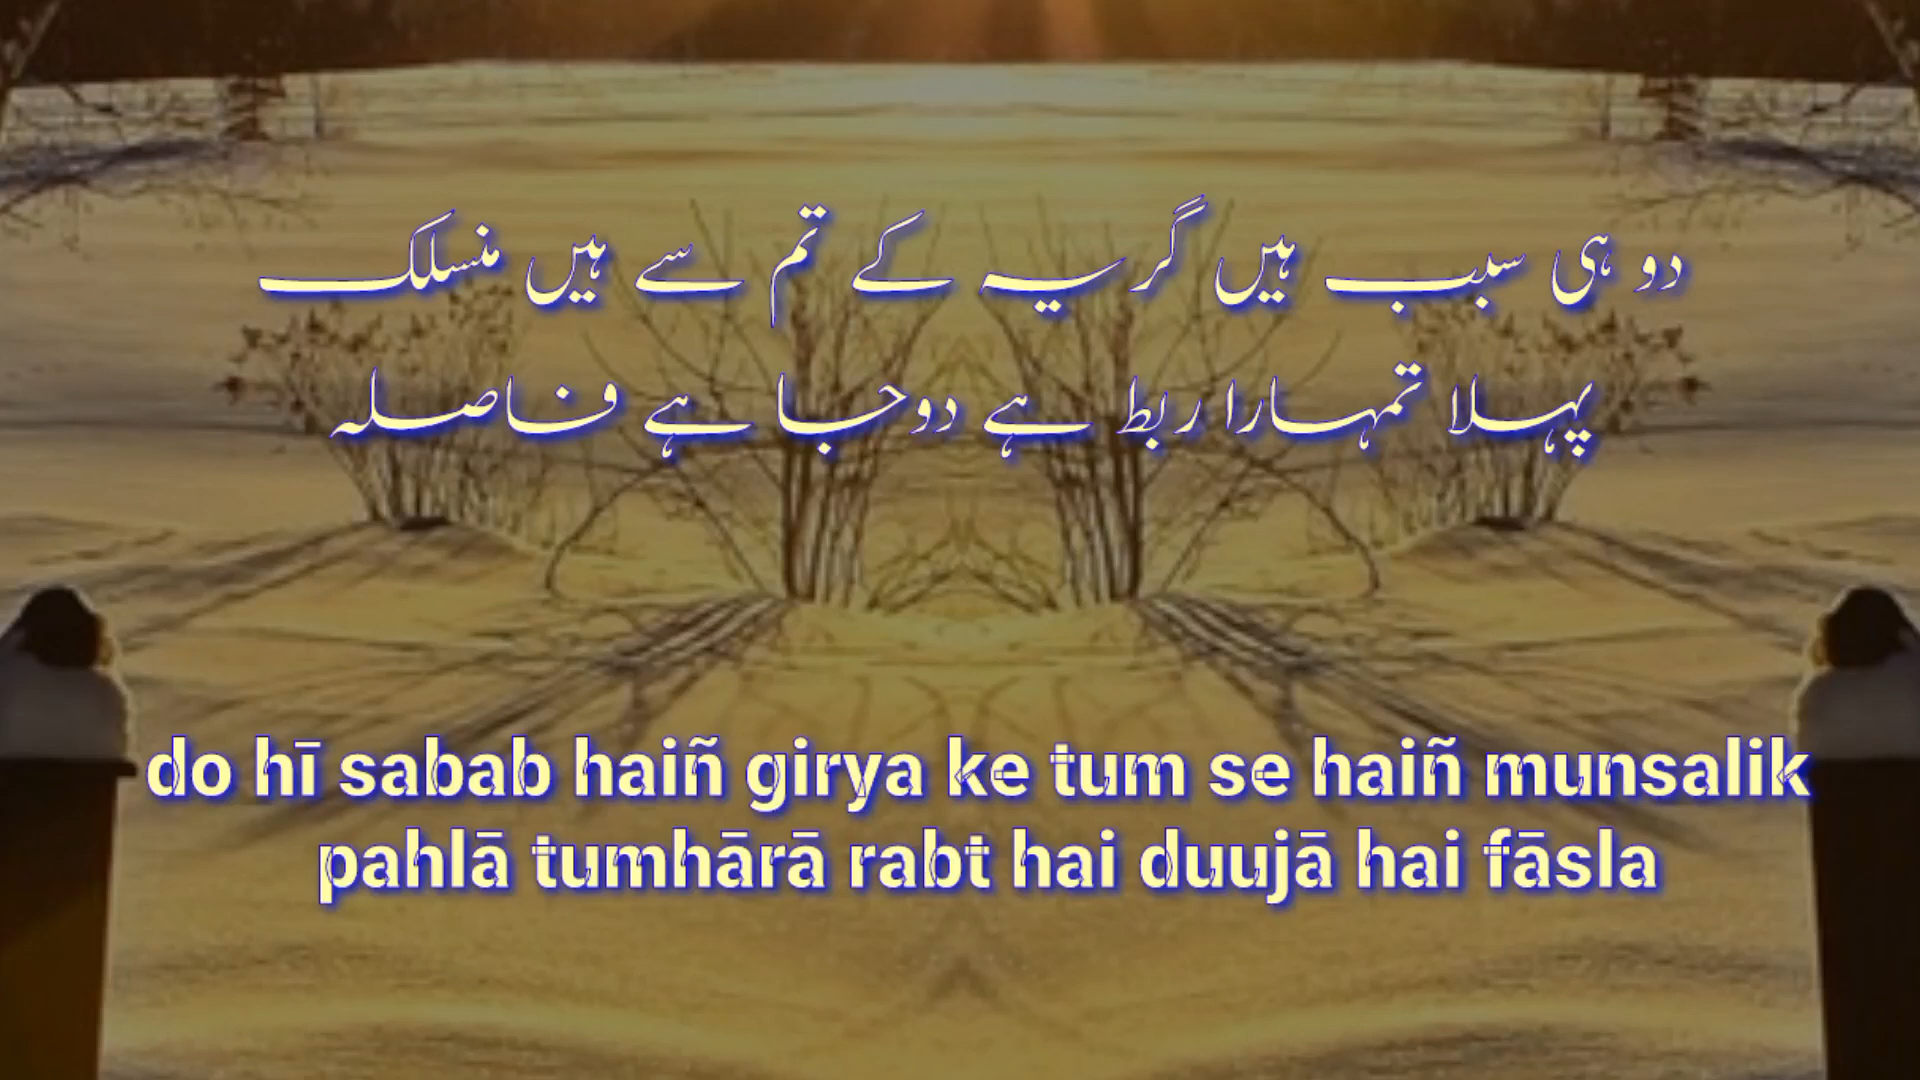 دو ہی سبب ہیں گریہ کے تم سے ہیں منسلک
پہلا تمہارا ربط ہے دوجا ہے فاصلہ
do hī sabab haiñ girya ke tum se haiñ munsalik
pahlā tumhārā rabt hai duujā hai fāsla